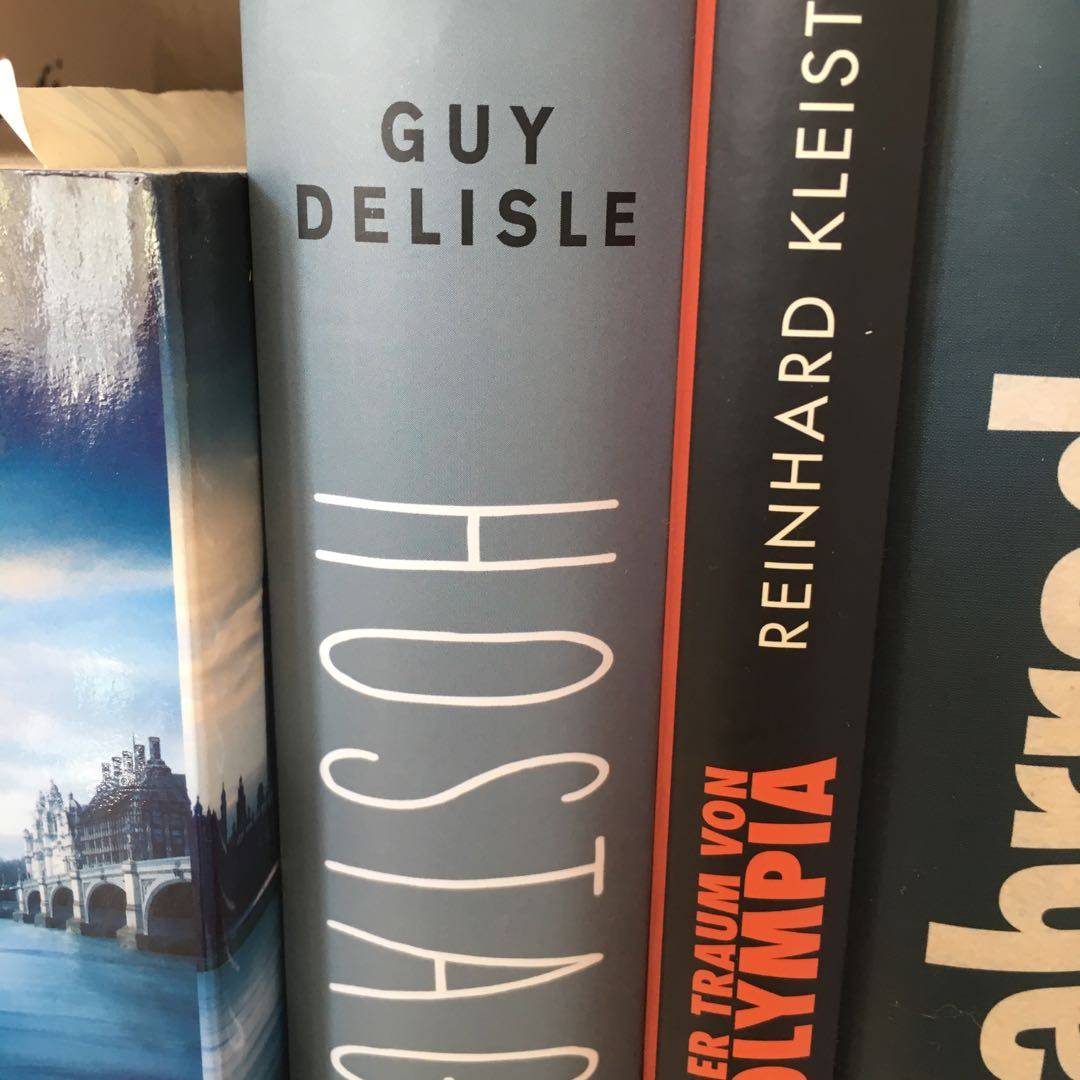 GUY
DELISLE
HOSTAG
REINHARD KLEIST
ER TRAUM VON
OLYMPIA